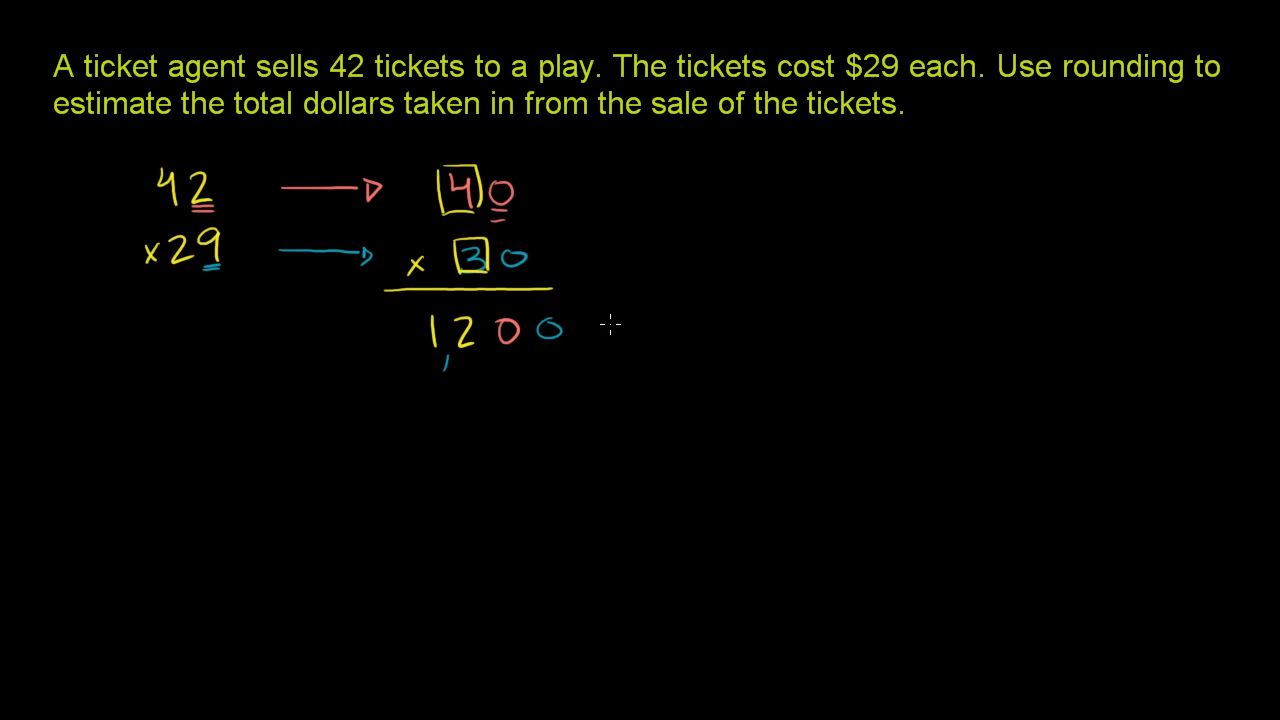 A ticket agent sells 42 tickets to a play. The tickets cost $29 each. Use rounding to
estimate the total dollars taken in from the sale of the tickets.
42 → 40
x 29 → x 30
1,200